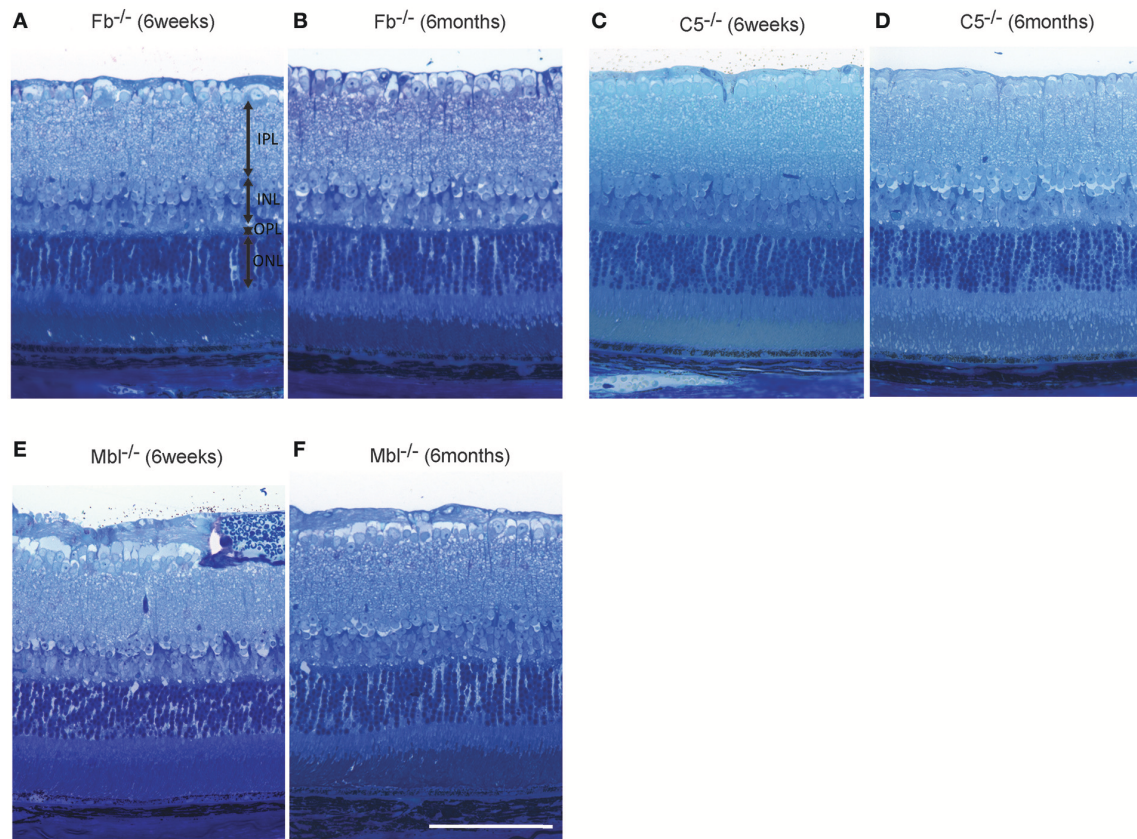 A Fb-/- (6weeks) B Fb-/- (6months) C C5-/- (6weeks) D C5-/- (6months)
IPL
INL
OPL
ONL
E Mbl-/- (6weeks) F Mbl-/- (6months)